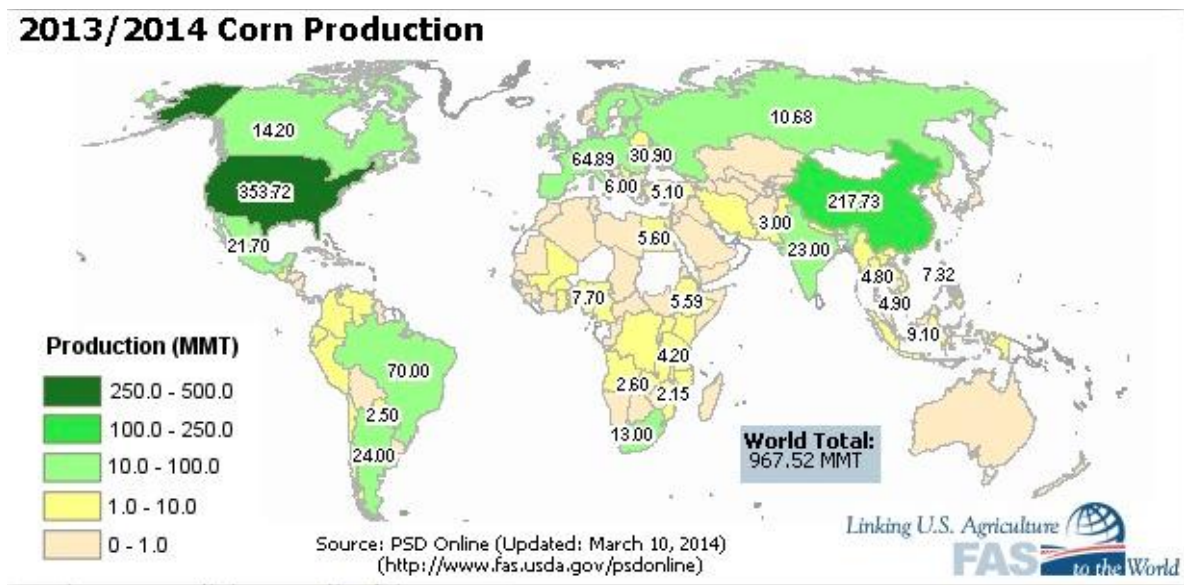 2013/2014 Corn Production
14.20
10.68
64.89
30.90
353.72
6.00
5.10
217.73
3.00
21.70
5.60
23.00
7.70
5.59
4.80
7.32
4.90
9.10
4.20
70.00
2.60
2.15
2.50
13.00
24.00
Production (MMT)
250.0 - 500.0
100.0 - 250.0
10.0 - 100.0
1.0 - 10.0
0 - 1.0
World Total:
967.52 MMT
Source: PSD Online (Updated: March 10, 2014)
(http://www.fas.usda.gov/psdonline)
Linking U.S. Agriculture
FAS to the World